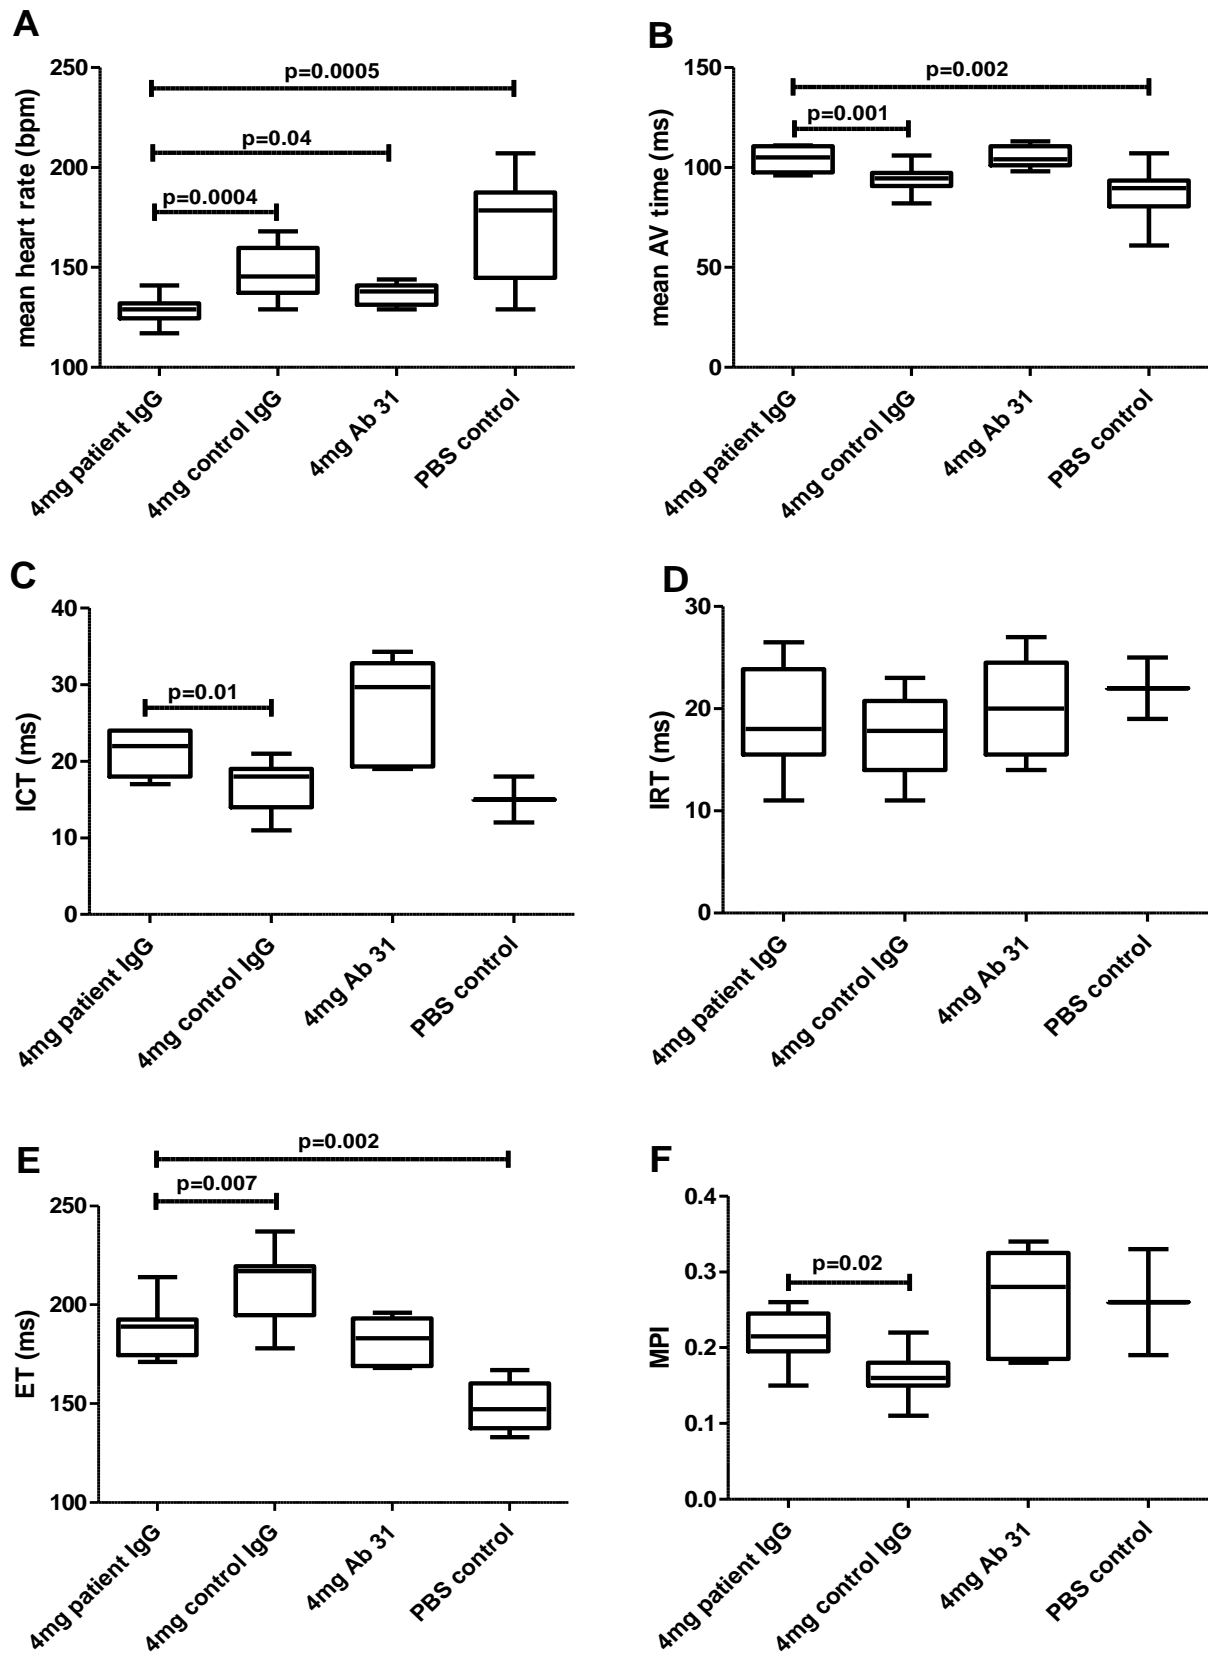 A
p=0.0005
p=0.04
p=0.0004
mean heart rate (bpm)
250
200
150
100
4mg patient IgG
4mg control IgG
4mg Ab 31
PBS control
B
p=0.002
p=0.001
mean AV time (ms)
150
100
50
0
4mg patient IgG
4mg control IgG
4mg Ab 31
PBS control
C
p=0.01
ICT (ms)
40
30
20
10
0
4mg patient IgG
4mg control IgG
4mg Ab 31
PBS control
D
IRT (ms)
30
20
10
0
4mg patient IgG
4mg control IgG
4mg Ab 31
PBS control
E
p=0.002
p=0.007
ET (ms)
250
200
150
100
4mg patient IgG
4mg control IgG
4mg Ab 31
PBS control
F
p=0.02
MPI
0.4
0.3
0.2
0.1
0.0
4mg patient IgG
4mg control IgG
4mg Ab 31
PBS control